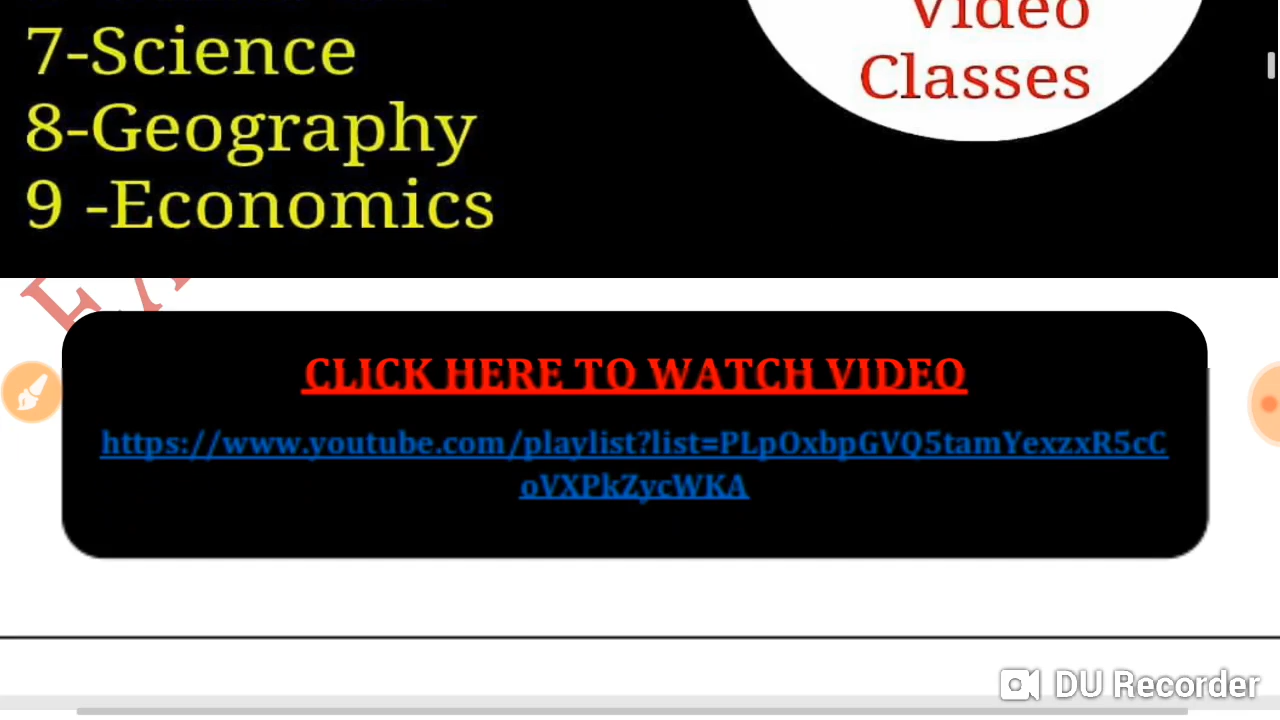 Video
7-Science
Classes
8-Geography
9 -Economics
CLICK HERE TO WATCH VIDEO
https://www.youtube.com/playlist?list=PLpOxbpGVQ5tamYexzxR5cC
oVXPkZycWKA
DU Recorder